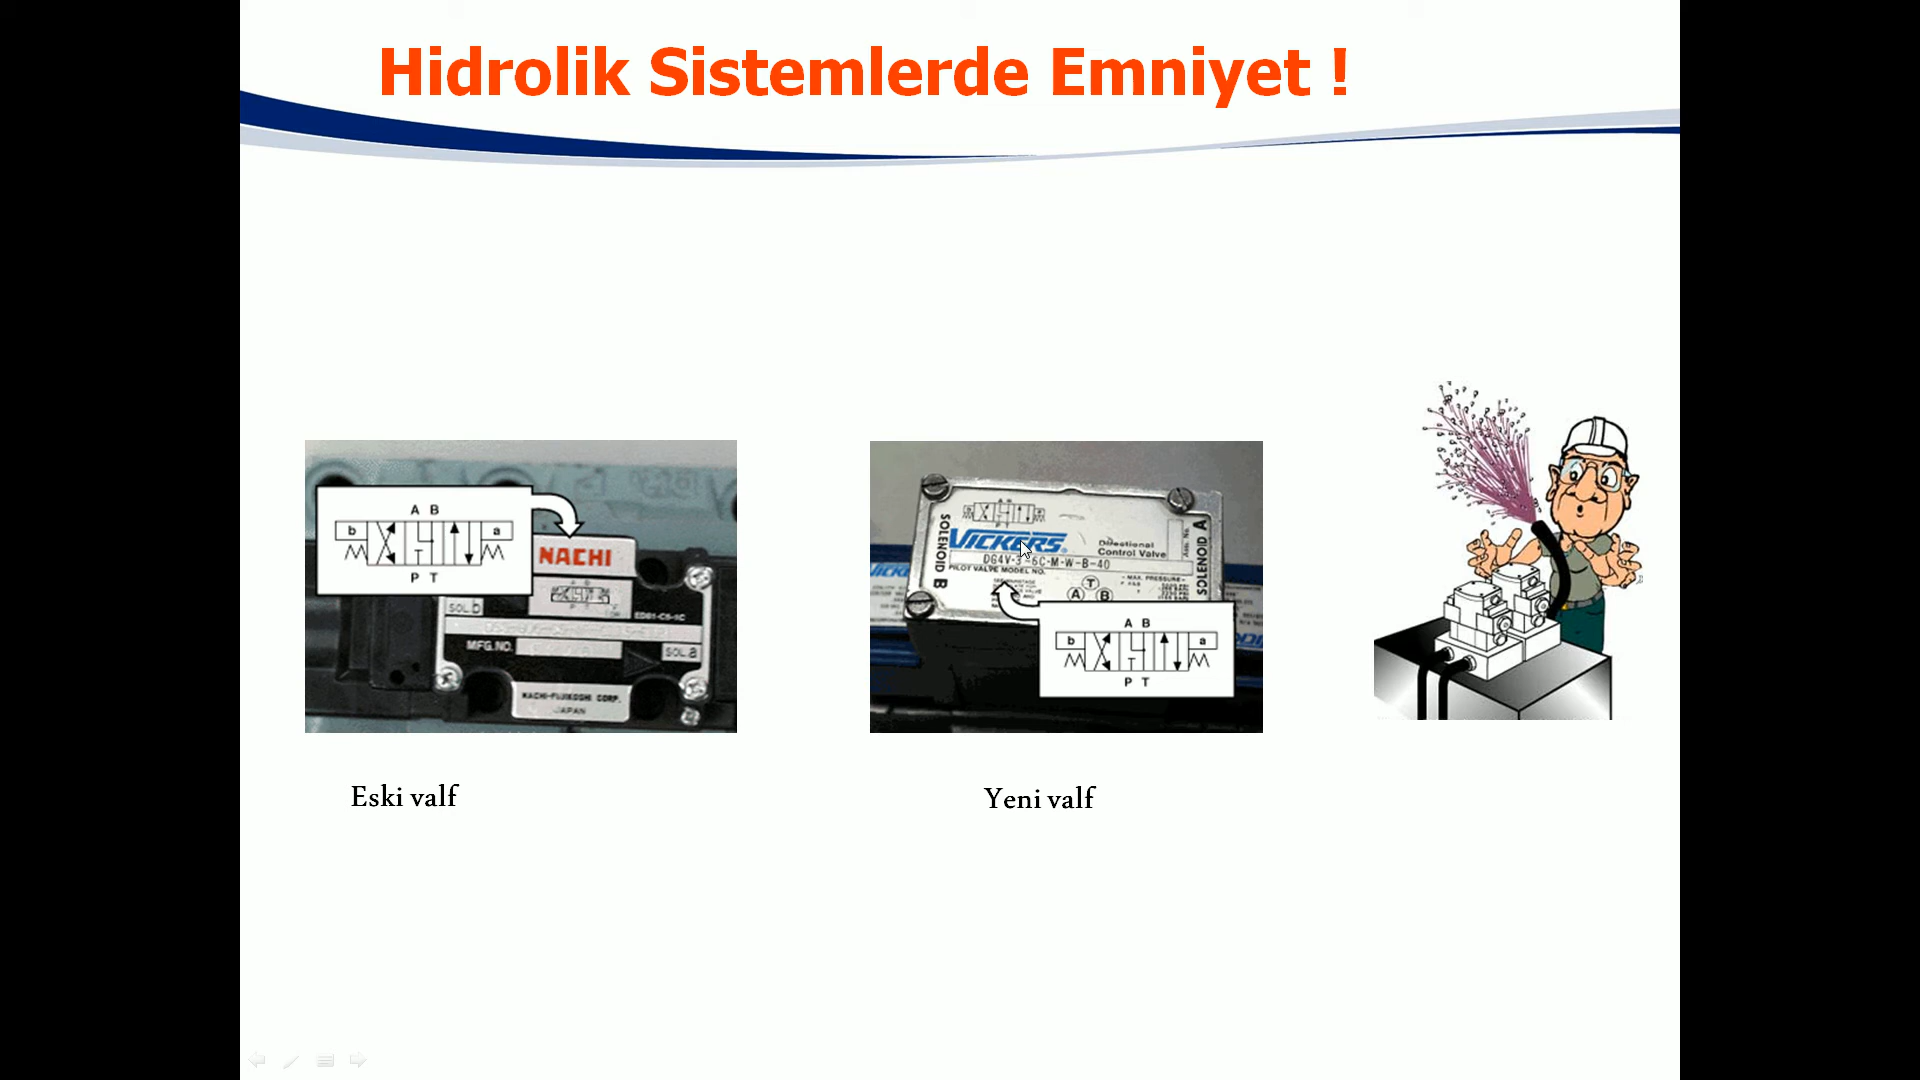 Hidrolik Sistemlerde Emniyet !
A B
b
a
T
P T
NACHI
SOL.b
MFG.NO.
SOL.a
NACHI-FUJIKOSHI CORP.
JAPAN
SOLENOID B
VICKERS
Directional
Control Valve
DG4V-3-6C-M-W-B-40
PILOT VALVE MODEL NO.
MAX. PRESSURE
T
A B
SOLENOID A
A B
b
a
T
P T
Eski valf
Yeni valf